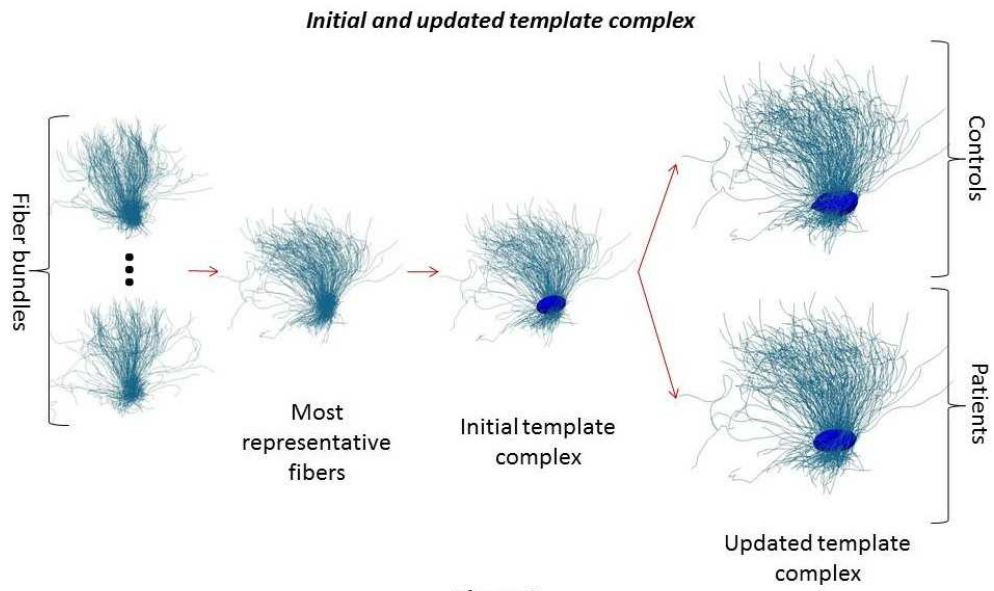 Initial and updated template complex
Fiber bundles
Most
representative
fibers
Initial template
complex
Controls
Patients
Updated template
complex